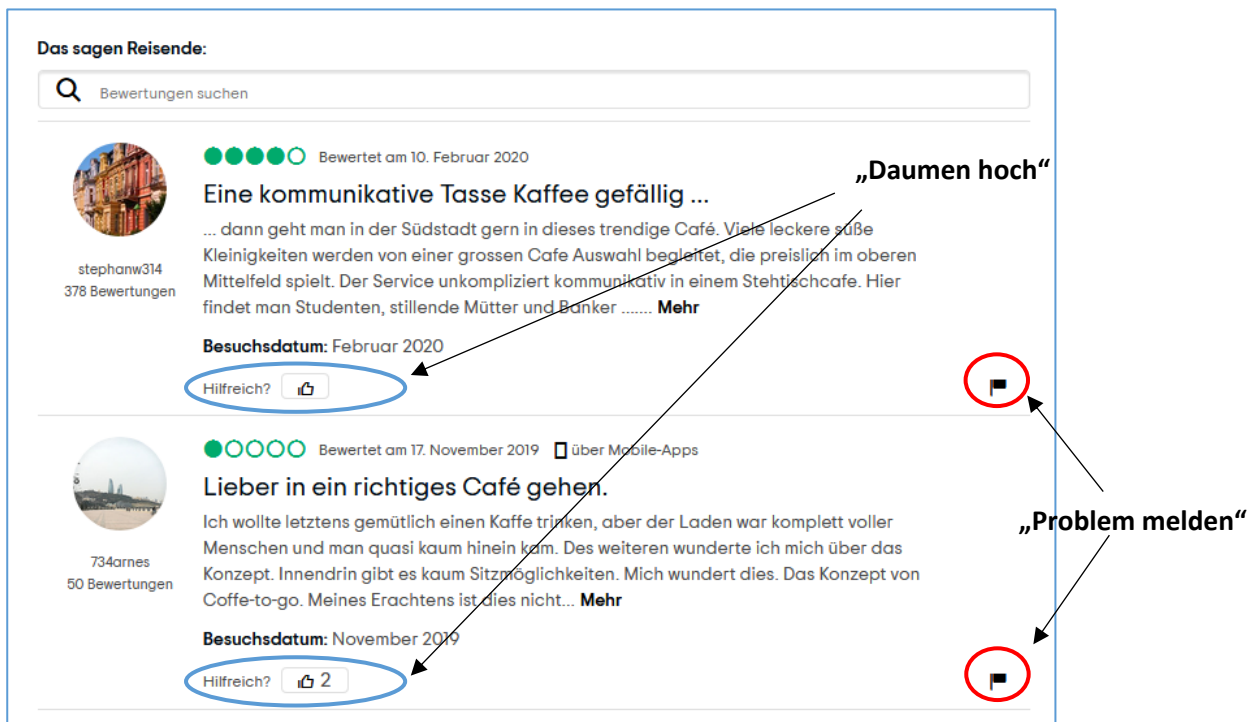 Das sagen Reisende:
Bewertungen suchen
Bewertet am 10. Februar 2020
„Daumen hoch“
Eine kommunikative Tasse Kaffee gefällig ...
... dann geht man in der Südstadt gern in dieses trendige Café. Viele leckere süße
Kleinigkeiten werden von einer grossen Cafe Auswahl begleitet, die preislich im oberen
Mittelfeld spielt. Der Service unkompliziert kommunikativ in einem Stehtischcafe. Hier
findet man Studenten, stillende Mütter und Banker ....... Mehr
stephanw314
378 Bewertungen
Besuchsdatum: Februar 2020
Hilfreich?
Bewertet am 17. November 2019 über Mobile-Apps
Lieber in ein richtiges Café gehen.
Ich wollte letztens gemütlich einen Kaffe trinken, aber der Laden war komplett voller
Menschen und man quasi kaum hinein kam. Des weiteren wunderte ich mich über das
Konzept. Innendrin gibt es kaum Sitzmöglichkeiten. Mich wundert dies. Das Konzept von
Coffe-to-go. Meines Erachtens ist dies nicht... Mehr
734arnes
50 Bewertungen
„Problem melden“
Besuchsdatum: November 2019
Hilfreich? 2